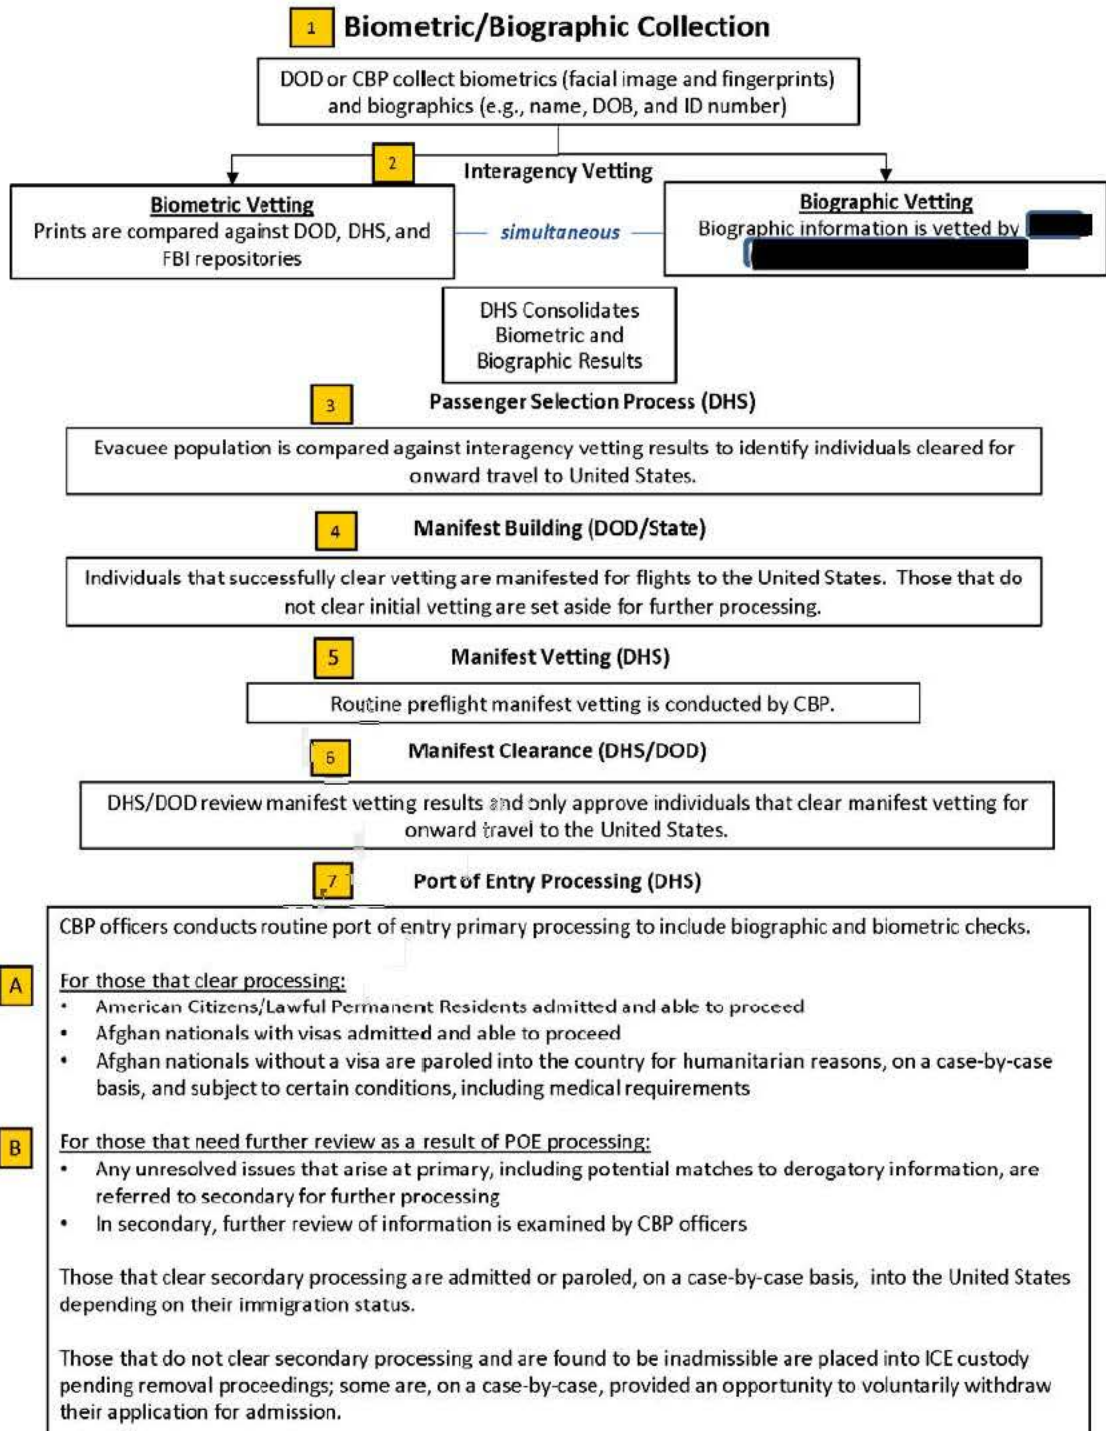 1 Biometric/Biographic Collection
DOD or CBP collect biometrics (facial image and fingerprints)
and biographics (e.g., name, DOB, and ID number)
2 Interagency Vetting
Biometric Vetting
Prints are compared against DOD, DHS, and
FBI repositories
simultaneous
Biographic Vetting
Biographic information is vetted by
DHS Consolidates
Biometric and
Biographic Results
3 Passenger Selection Process (DHS)
Evacuee population is compared against interagency vetting results to identify individuals cleared for
onward travel to United States.
4 Manifest Building (DOD/State)
Individuals that successfully clear vetting are manifested for flights to the United States. Those that do
not clear initial vetting are set aside for further processing.
5 Manifest Vetting (DHS)
Routine preflight manifest vetting is conducted by CBP.
6 Manifest Clearance (DHS/DOD)
DHS/DOD review manifest vetting results and only approve individuals that clear manifest vetting for
onward travel to the United States.
7 Port of Entry Processing (DHS)
CBP officers conducts routine port of entry primary processing to include biographic and biometric checks.
A For those that clear processing:
• American Citizens/Lawful Permanent Residents admitted and able to proceed
• Afghan nationals with visas admitted and able to proceed
• Afghan nationals without a visa are paroled into the country for humanitarian reasons, on a case-by-case
basis, and subject to certain conditions, including medical requirements
B For those that need further review as a result of POE processing:
• Any unresolved issues that arise at primary, including potential matches to derogatory information, are
referred to secondary for further processing
• In secondary, further review of information is examined by CBP officers
Those that clear secondary processing are admitted or paroled, on a case-by-case basis, into the United States
depending on their immigration status.
Those that do not clear secondary processing and are found to be inadmissible are placed into ICE custody
pending removal proceedings; some are, on a case-by-case, provided an opportunity to voluntarily withdraw
their application for admission.